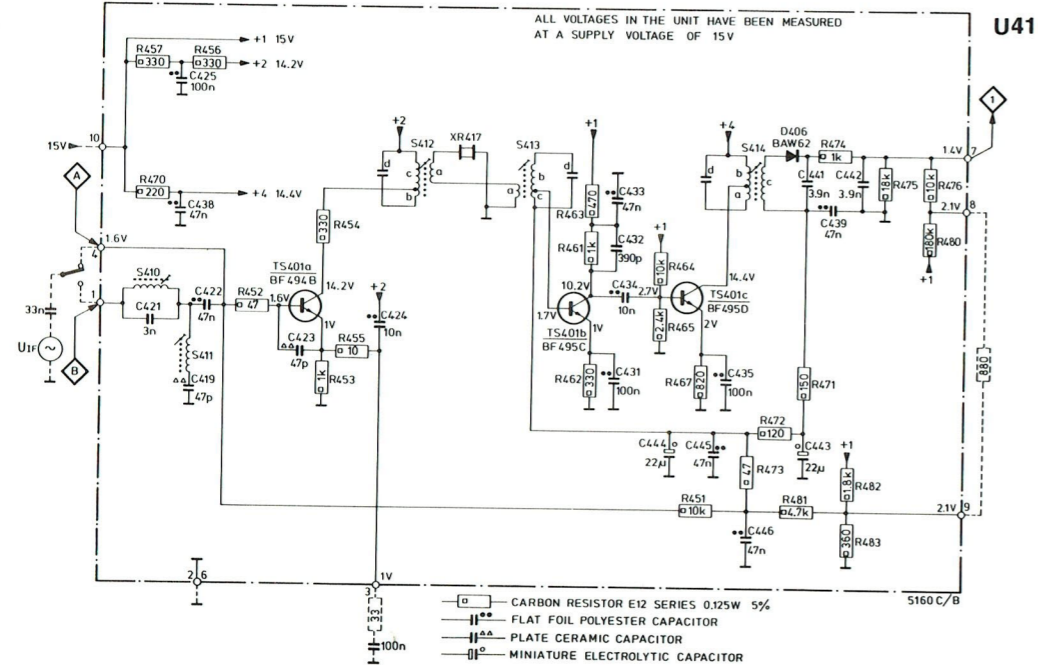 ALL VOLTAGES IN THE UNIT HAVE BEEN MEASURED
AT A SUPPLY VOLTAGE OF 15V
U41
+1 15V
R457
330
R456
330
+2 14.2V
C425
100n
10
15V
A
R470
220
+4 14.4V
C438
47n
4
1.6V
1
33n
U1F
B
S410
C421
3n
C422
47n
S411
C419
47p
R452
47
1.6V
TS401a
BF494B
14.2V
1V
330
R454
C423
47p
R455
10
1k
R453
+2
C424
10n
+2
S412
d
c
b
a
XR417
S413
a
b
c
d
+1
R463
470
C433
47n
R461
1k
C432
390p
10.2V
1.7V
TS401b
BF495C
1V
C434
10n
2.7V
R462
330
C431
100n
+1
10k
R464
2.4k
R465
TS401c
BF495D
14.4V
2V
R467
820
C435
100n
+4
S414
d
b
a
c
D406
BAW62
C441
3.9n
R474
1k
C442
3.9n
C439
47n
18k
R475
10k
R476
1.4V
7
1
2.1V
8
180k
R480
+1
150
R471
R472
120
C444
22µ
C445
47n
47
R473
C443
22µ
+1
1.8k
R482
R451
10k
R481
4.7k
2.1V
9
360
R483
C446
47n
880
2
6
3
1V
33
100n
5160 C/B
CARBON RESISTOR E12 SERIES 0,125W 5%
FLAT FOIL POLYESTER CAPACITOR
PLATE CERAMIC CAPACITOR
MINIATURE ELECTROLYTIC CAPACITOR